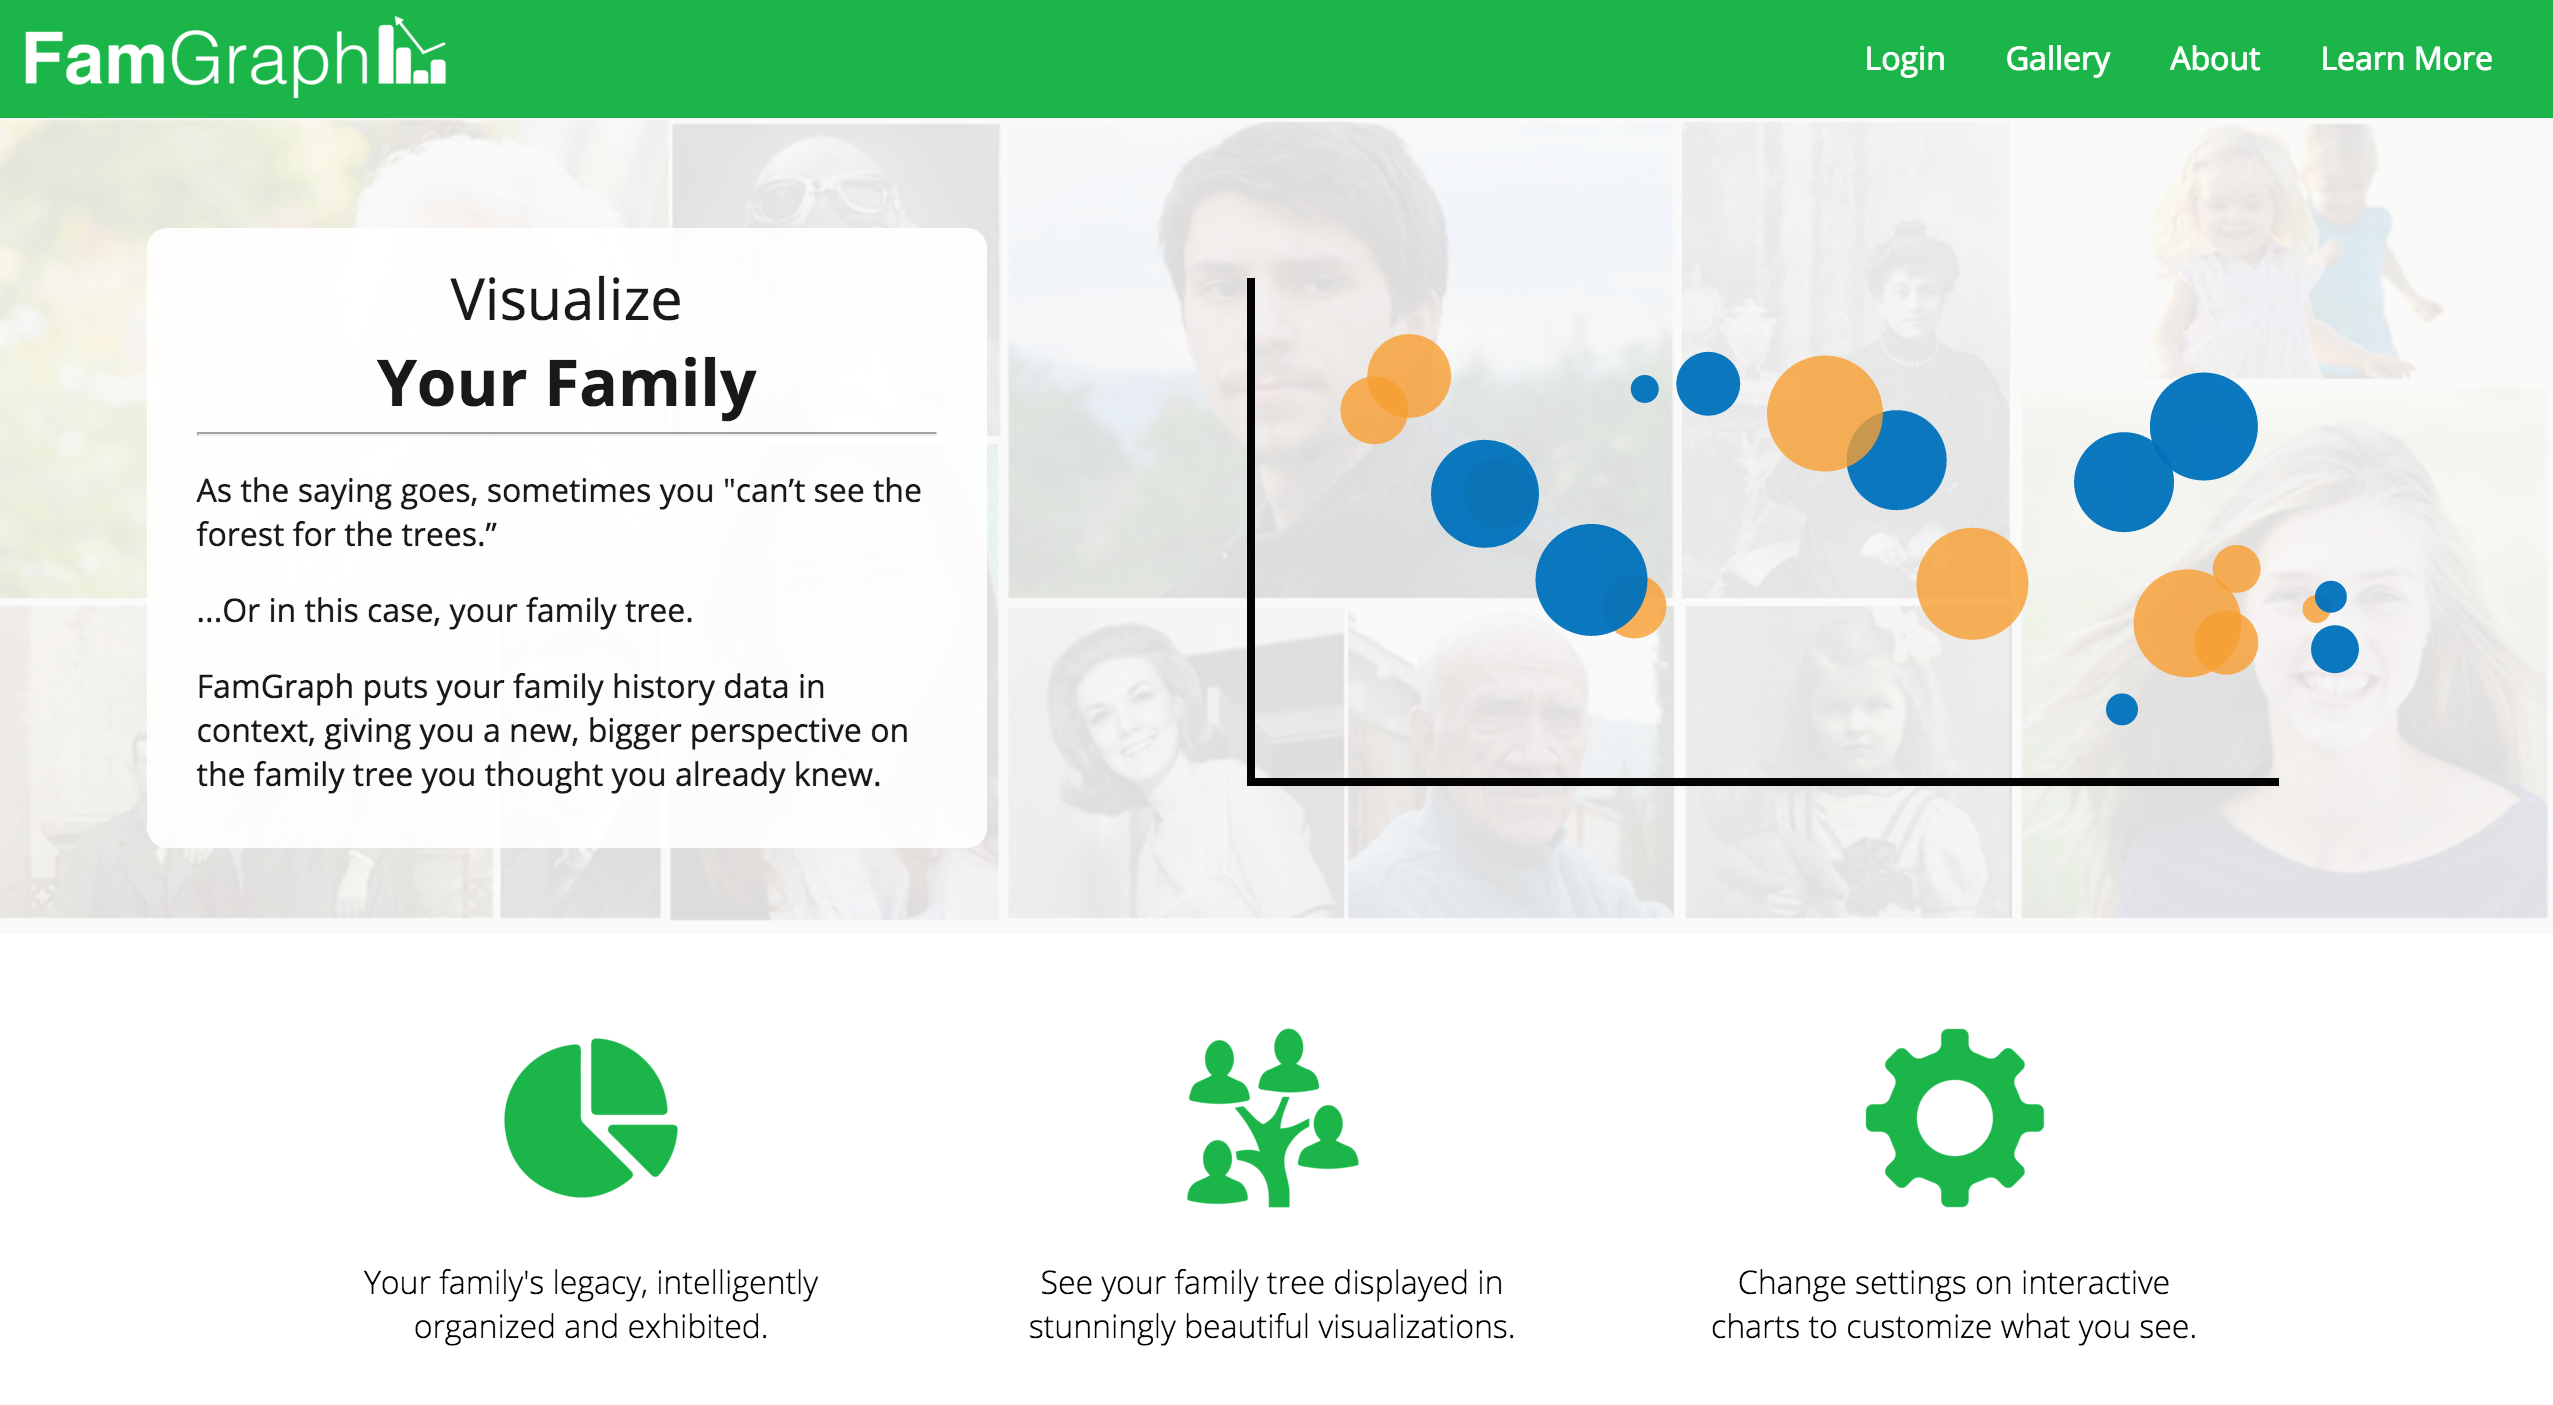 FamGraph
Login
Gallery
About
Learn More
Visualize
Your Family
As the saying goes, sometimes you "can’t see the
forest for the trees.”
...Or in this case, your family tree.
FamGraph puts your family history data in
context, giving you a new, bigger perspective on
the family tree you thought you already knew.
Your family's legacy, intelligently
organized and exhibited.
See your family tree displayed in
stunningly beautiful visualizations.
Change settings on interactive
charts to customize what you see.